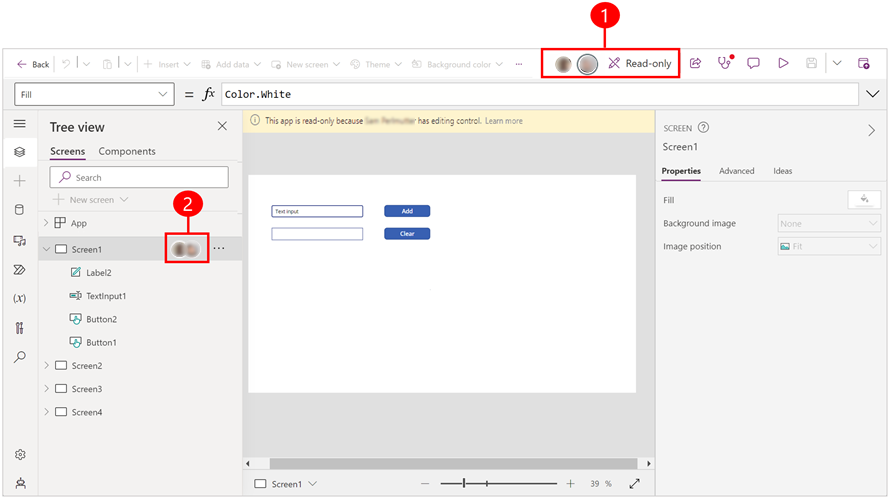 1
Back
Insert
Add data
New screen
Theme
Background color
...
Read-only
Fill
= fx
Color.White
Tree view
Screens
Components
Search
New screen
2
App
Screen1
...
Label2
TextInput1
Button2
Button1
Screen2
Screen3
Screen4
This app is read-only because has editing control. Learn more
Text input
Add
Clear
Screen1
39 %
SCREEN
Screen1
Properties
Advanced
Ideas
Fill
Background image
None
Image position
Fit
(x)